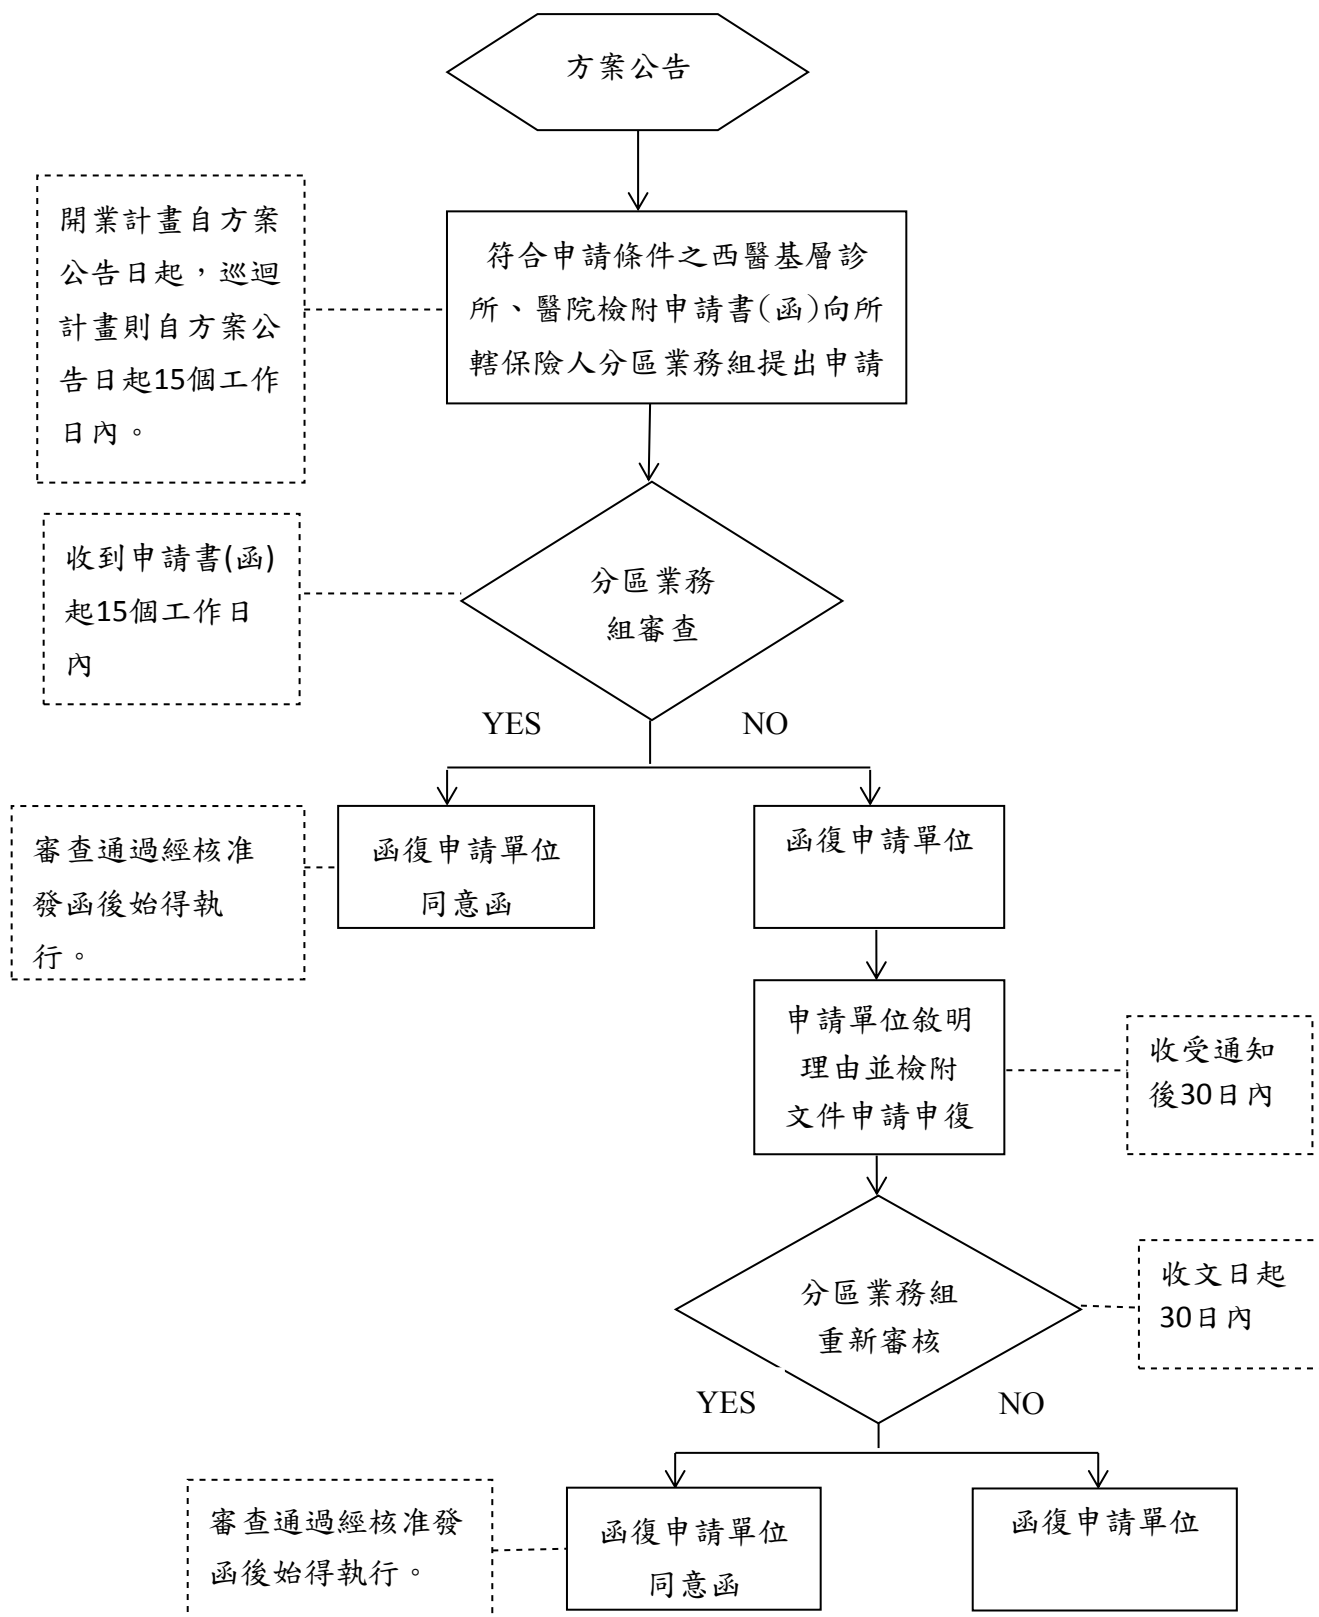 方案公告
開業計畫自方案
公告日起，巡迴
計畫則自方案公
告日起15個工作
日內。
符合申請條件之西醫基層診
所、醫院檢附申請書(函)向所
轄保險人分區業務組提出申請
收到申請書(函)
起15個工作日
內
分區業務
組審查
YES
NO
審查通過經核准
發函後始得執
行。
函復申請單位
同意函
函復申請單位
申請單位敘明
理由並檢附
文件申請申復
收受通知
後30日內
分區業務組
重新審核
收文日起
30日內
YES
NO
審查通過經核准發
函後始得執行。
函復申請單位
同意函
函復申請單位